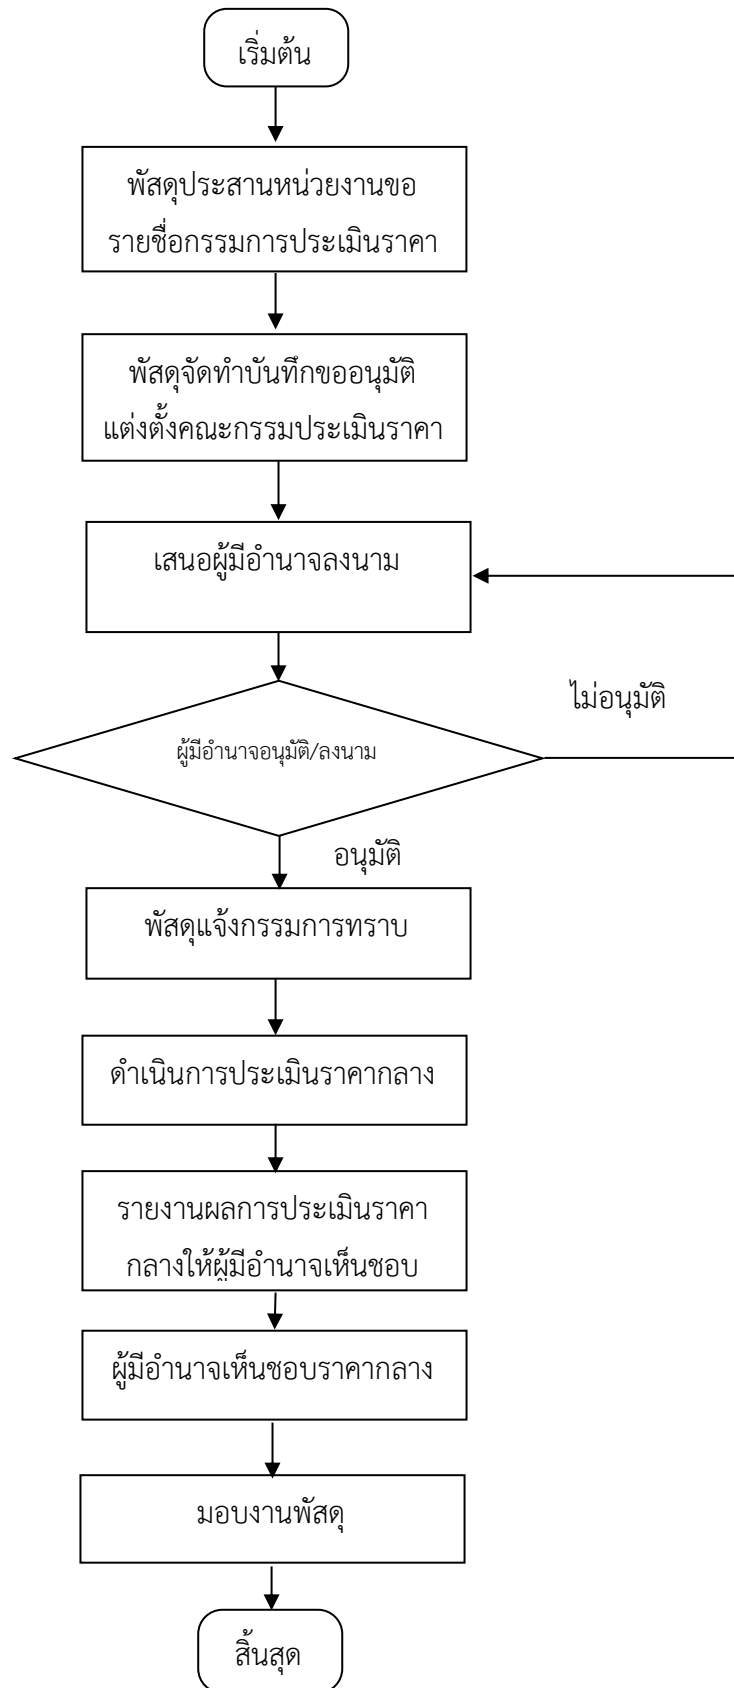 เริ่มต้น
พัสดุประสานหน่วยงานขอ
รายชื่อกรรมการประเมินราคา
พัสดุจัดทำบันทึกขออนุมัติ
แต่งตั้งคณะกรรมประเมินราคา
เสนอผู้มีอำนาจลงนาม
ไม่อนุมัติ
ผู้มีอำนาจอนุมัติ/ลงนาม
อนุมัติ
พัสดุแจ้งกรรมการทราบ
ดำเนินการประเมินราคากลาง
รายงานผลการประเมินราคา
กลางให้ผู้มีอำนาจเห็นชอบ
ผู้มีอำนาจเห็นชอบราคากลาง
มอบงานพัสดุ
สิ้นสุด